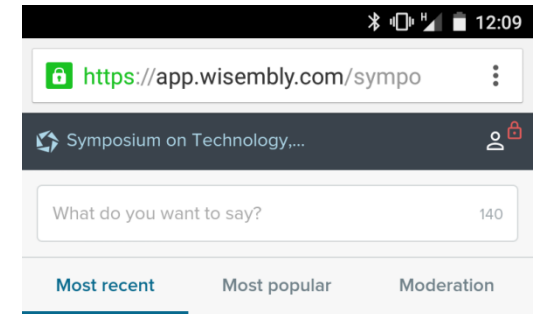 H 12:09
https://app.wisembly.com/sympo
Symposium on Technology,...
What do you want to say? 140
Most recent Most popular Moderation